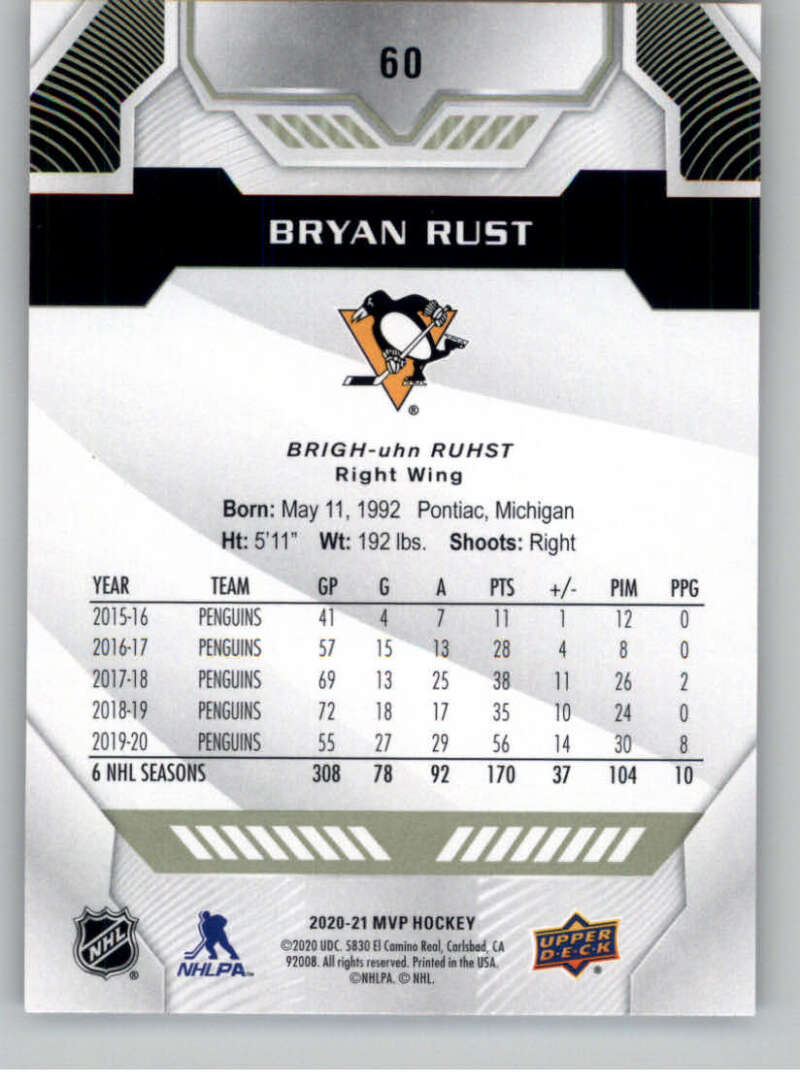 60
BRYAN RUST
®
BRIGH-uhn RUHST
Right Wing
Born: May 11, 1992 Pontiac, Michigan
Ht: 5'11" Wt: 192 lbs. Shoots: Right
YEAR TEAM GP G A PTS +/- PIM PPG
2015-16 PENGUINS 41 4 7 11 1 12 0
2016-17 PENGUINS 57 15 13 28 4 8 0
2017-18 PENGUINS 69 13 25 38 11 26 2
2018-19 PENGUINS 72 18 17 35 10 24 0
2019-20 PENGUINS 55 27 29 56 14 30 8
6 NHL SEASONS 308 78 92 170 37 104 10
NHL ®
NHLPA™
2020-21 MVP HOCKEY
©2020 UDC. 5830 El Camino Real, Carlsbad, CA
92008. All rights reserved. Printed in the USA.
©NHLPA. © NHL.
UPPER
D·E·C·K ®